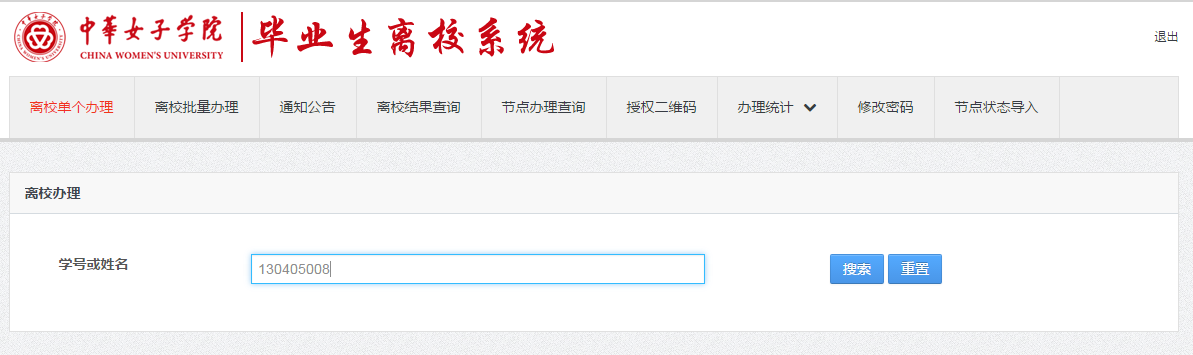 中華女子学院
CHINA WOMEN'S UNIVERSITY
毕业生离校系统
退出
离校单个办理 离校批量办理 通知公告 离校结果查询 节点办理查询 授权二维码 办理统计 修改密码 节点状态导入
离校办理
学号或姓名 130405008 搜索 重置